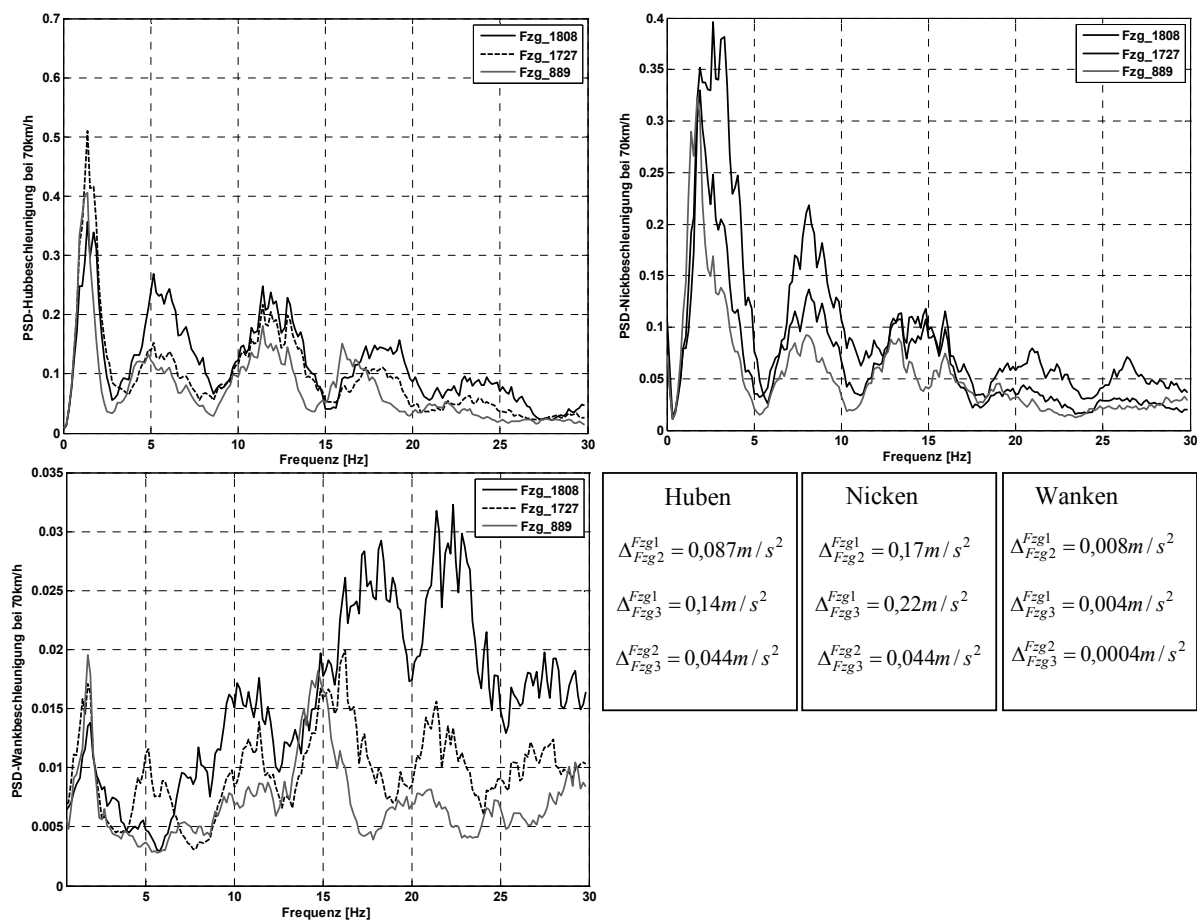 PSD-Hubbeschleunigung bei 70km/h
0.7
0.6
0.5
0.4
0.3
0.2
0.1
0
0 5 10 15 20 25 30
Frequenz [Hz]
Fzg_1808
Fzg_1727
Fzg_889
PSD-Nickbeschleunigung bei 70km/h
0.4
0.35
0.3
0.25
0.2
0.15
0.1
0.05
0
0 5 10 15 20 25 30
Frequenz [Hz]
Fzg_1808
Fzg_1727
Fzg_889
PSD-Wankbeschleunigung bei 70km/h
0.035
0.03
0.025
0.02
0.015
0.01
0.005
0
5 10 15 20 25 30
Frequenz [Hz]
Fzg_1808
Fzg_1727
Fzg_889
Huben
Δ^{Fzg1}_{Fzg2} = 0,087m/s²
Δ^{Fzg1}_{Fzg3} = 0,14m/s²
Δ^{Fzg2}_{Fzg3} = 0,044m/s²
Nicken
Δ^{Fzg1}_{Fzg2} = 0,17m/s²
Δ^{Fzg1}_{Fzg3} = 0,22m/s²
Δ^{Fzg2}_{Fzg3} = 0,044m/s²
Wanken
Δ^{Fzg1}_{Fzg2} = 0,008m/s²
Δ^{Fzg1}_{Fzg3} = 0,004m/s²
Δ^{Fzg2}_{Fzg3} = 0,0004m/s²